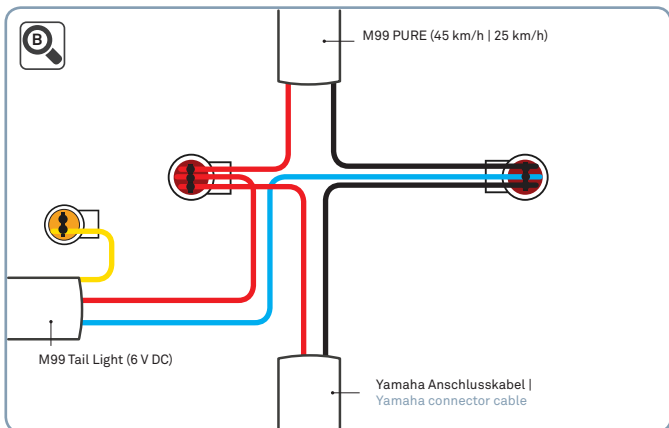 B
M99 PURE (45 km/h | 25 km/h)
M99 Tail Light (6 V DC)
Yamaha Anschlusskabel |
Yamaha connector cable